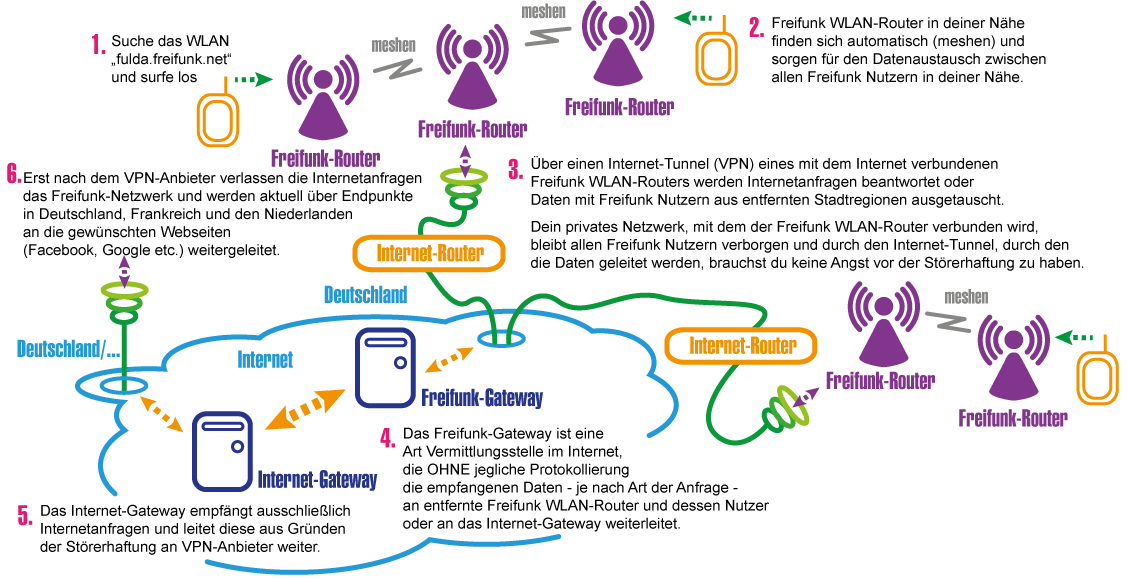 1. Suche das WLAN
„fulda.freifunk.net“
und surfe los
meshen
meshen
Freifunk-Router
Freifunk-Router
Freifunk-Router
2. Freifunk WLAN-Router in deiner Nähe
finden sich automatisch (meshen) und
sorgen für den Datenaustausch zwischen
allen Freifunk Nutzern in deiner Nähe.
3. Über einen Internet-Tunnel (VPN) eines mit dem Internet verbundenen
Freifunk WLAN-Routers werden Internetanfragen beantwortet oder
Daten mit Freifunk Nutzern aus entfernten Stadtregionen ausgetauscht.
Dein privates Netzwerk, mit dem der Freifunk WLAN-Router verbunden wird,
bleibt allen Freifunk Nutzern verborgen und durch den Internet-Tunnel, durch den
die Daten geleitet werden, brauchst du keine Angst vor der Störerhaftung zu haben.
6. Erst nach dem VPN-Anbieter verlassen die Internetanfragen
das Freifunk-Netzwerk und werden aktuell über Endpunkte
in Deutschland, Frankreich und den Niederlanden
an die gewünschten Webseiten
(Facebook, Google etc.) weitergeleitet.
Internet-Router
Deutschland
Deutschland/...
Internet
Internet-Router
meshen
Freifunk-Router
Freifunk-Router
Freifunk-Gateway
Internet-Gateway
4. Das Freifunk-Gateway ist eine
Art Vermittlungsstelle im Internet,
die OHNE jegliche Protokollierung
die empfangenen Daten - je nach Art der Anfrage -
an entfernte Freifunk WLAN-Router und dessen Nutzer
oder an das Internet-Gateway weiterleitet.
5. Das Internet-Gateway empfängt ausschließlich
Internetanfragen und leitet diese aus Gründen
der Störerhaftung an VPN-Anbieter weiter.